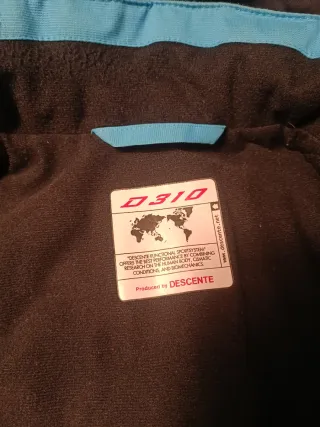 D310
"DESCENTE FUNCTIONAL SPORTSYSTEM"
OFFERS THE BEST PERFORMANCE BY COMBINING
RESEARCH ON THE HUMAN BODY, CLIMATIC
CONDITIONS, AND BIOMECHANICS.
Produced by DESCENTE